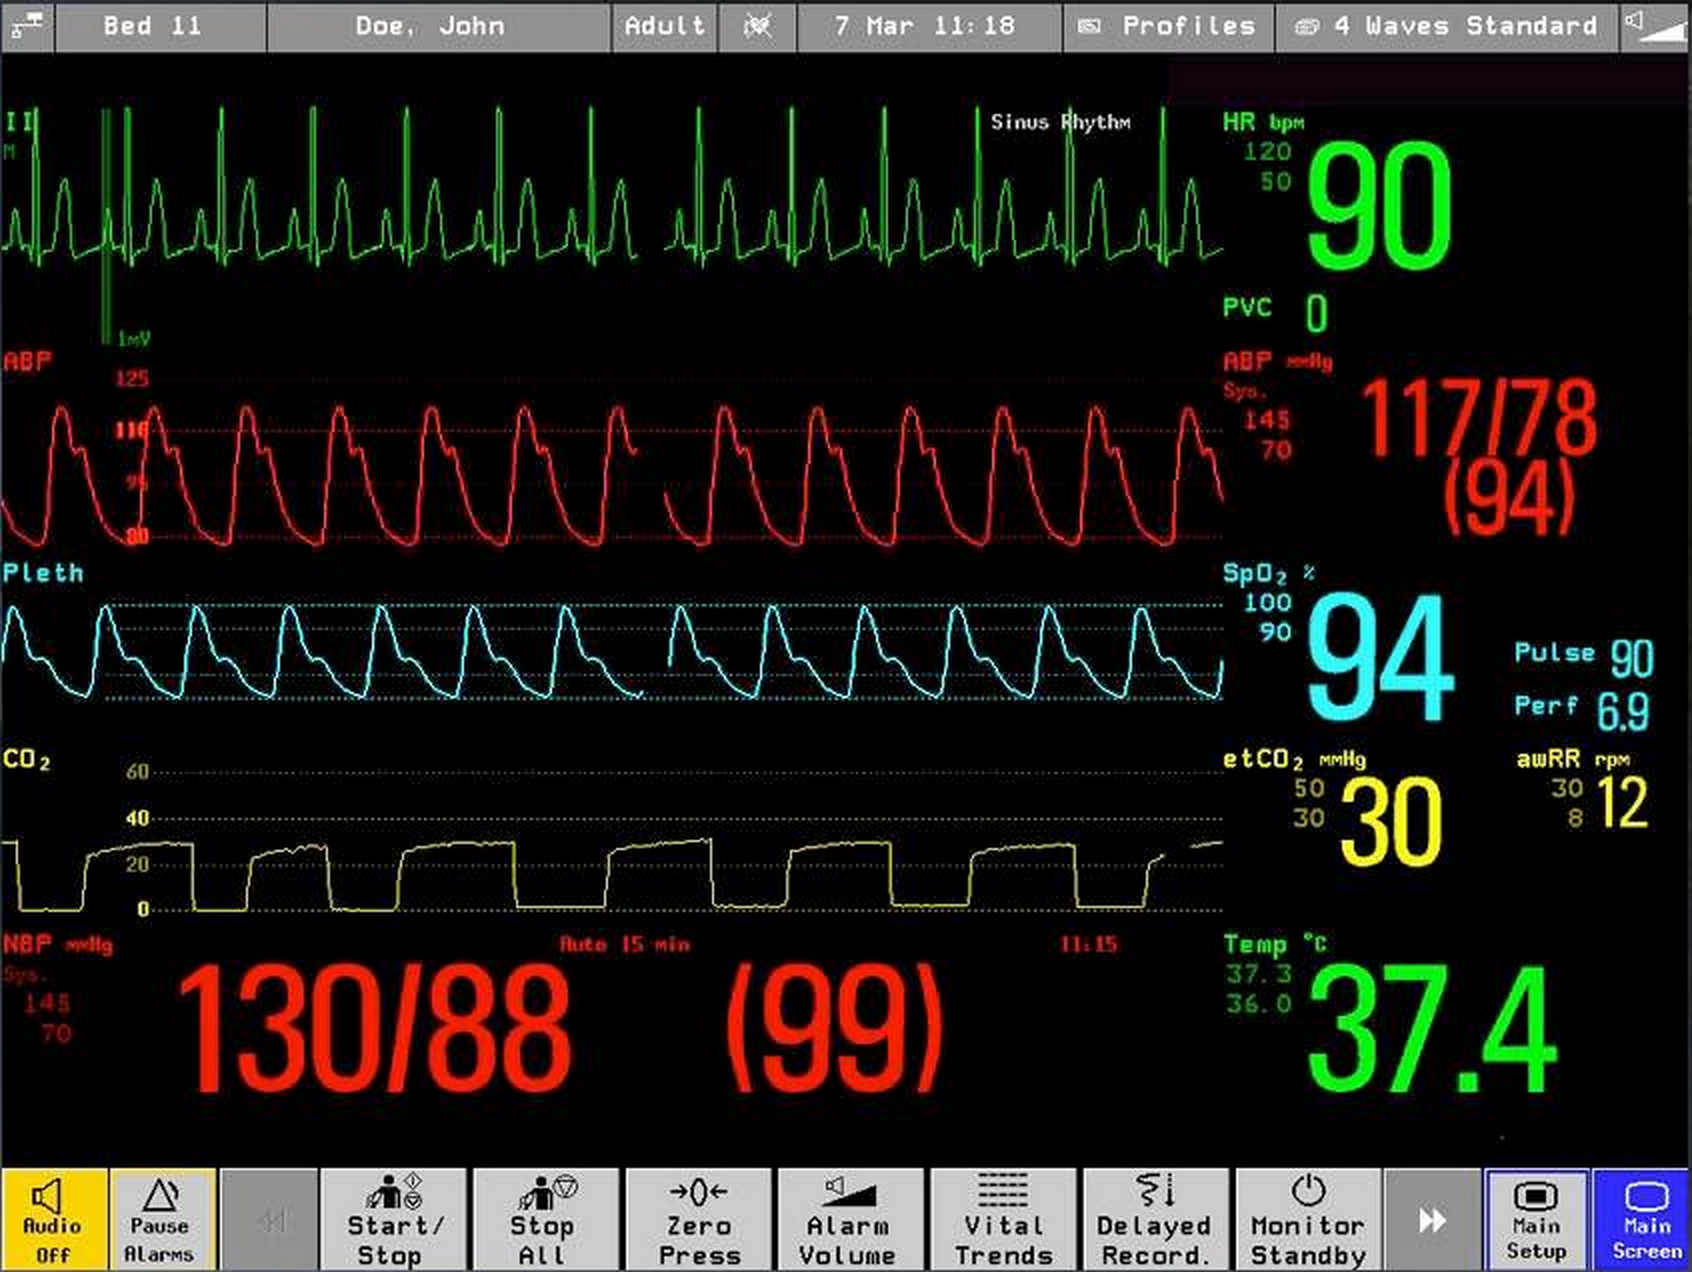 Bed 11 Doe, John Adult 7 Mar 11:18 Profiles 4 Waves Standard
II
M
Sinus Rhythm
1mV
HR bpm
120
50
90
PVC 0
ABP
125
110
95
80
ABP mmHg
Sys.
145
70
117/78
(94)
Pleth
SpO₂ %
100
90
94
Pulse 90
Perf 6.9
CO₂
60
40
20
0
etCO₂ mmHg
50
30
30
awRR rpm
30
8
12
NBP mmHg Auto 15 min 11:15
Sys.
145
70
130/88 (99)
Temp °C
37.3
36.0
37.4
Audio
Off
Pause
Alarms
Start/
Stop
Stop
All
Zero
Press
Alarm
Volume
Vital
Trends
Delayed
Record.
Monitor
Standby
Main
Setup
Main
Screen